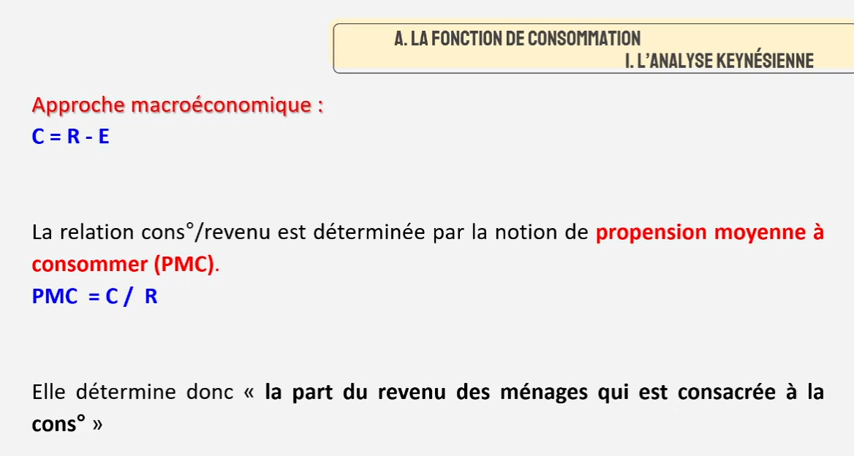 A. LA FONCTION DE CONSOMMATION
I. L'ANALYSE KEYNÉSIENNE
Approche macroéconomique :
C = R - E
La relation cons°/revenu est déterminée par la notion de propension moyenne à
consommer (PMC).
PMC = C / R
Elle détermine donc « la part du revenu des ménages qui est consacrée à la
cons° »